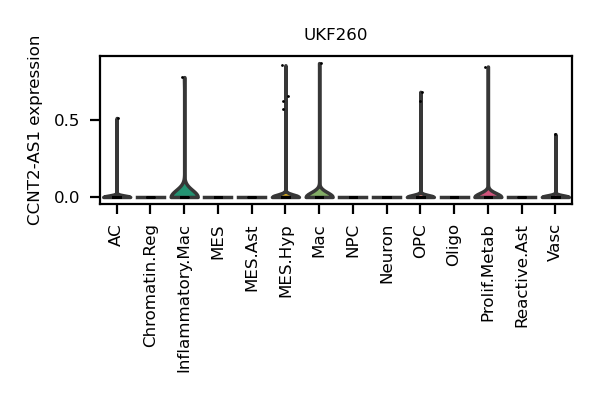 UKF260
CCNT2-AS1 expression
0.5
0.0
AC
Chromatin.Reg
Inflammatory.Mac
MES
MES.Ast
MES.Hyp
Mac
NPC
Neuron
OPC
Oligo
Prolif.Metab
Reactive.Ast
Vasc